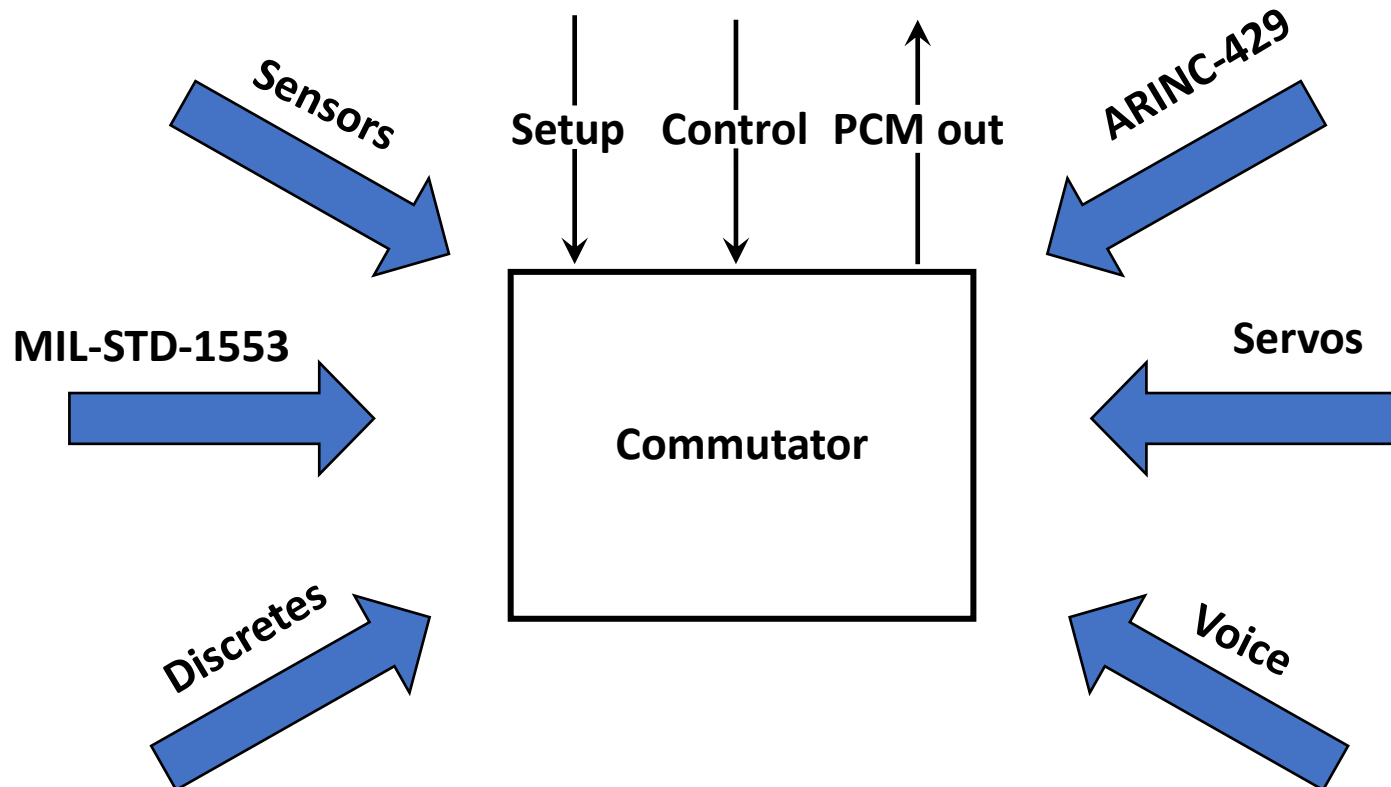 Sensors
Setup
Control
PCM out
ARINC-429
MIL-STD-1553
Servos
Commutator
Discretes
Voice